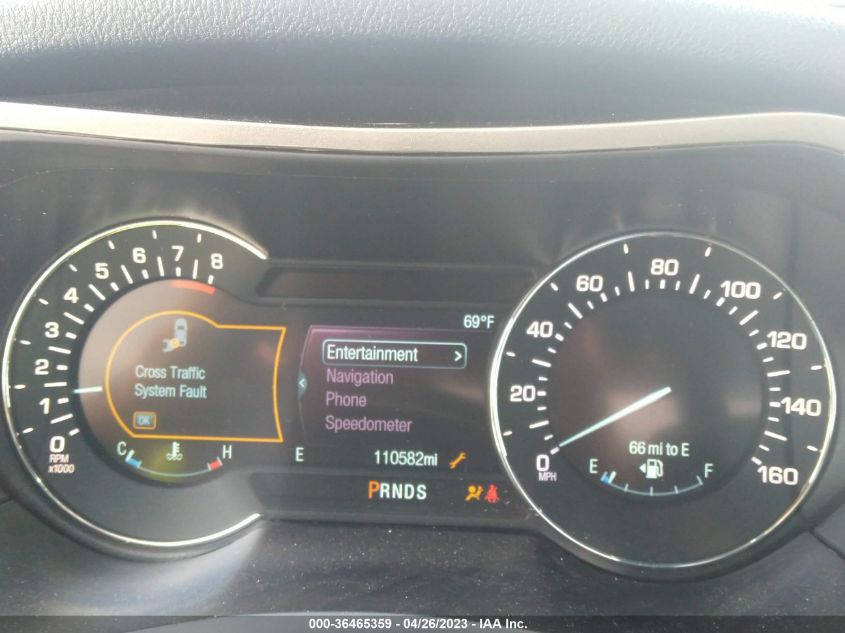 0 1 2 3 4 5 6 7 8
RPM
x1000
Cross Traffic
System Fault
OK
C H
69°F
Entertainment >
<
Navigation
Phone
Speedometer
E 110582mi
PRNDS
0 20 40 60 80 100 120 140 160
MPH
66 mi to E
E F
000-36465359 - 04/26/2023 - IAA Inc.